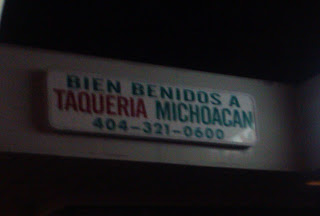 BIEN BENIDOS A
TAQUERIA MICHOACAN
404-321-0600